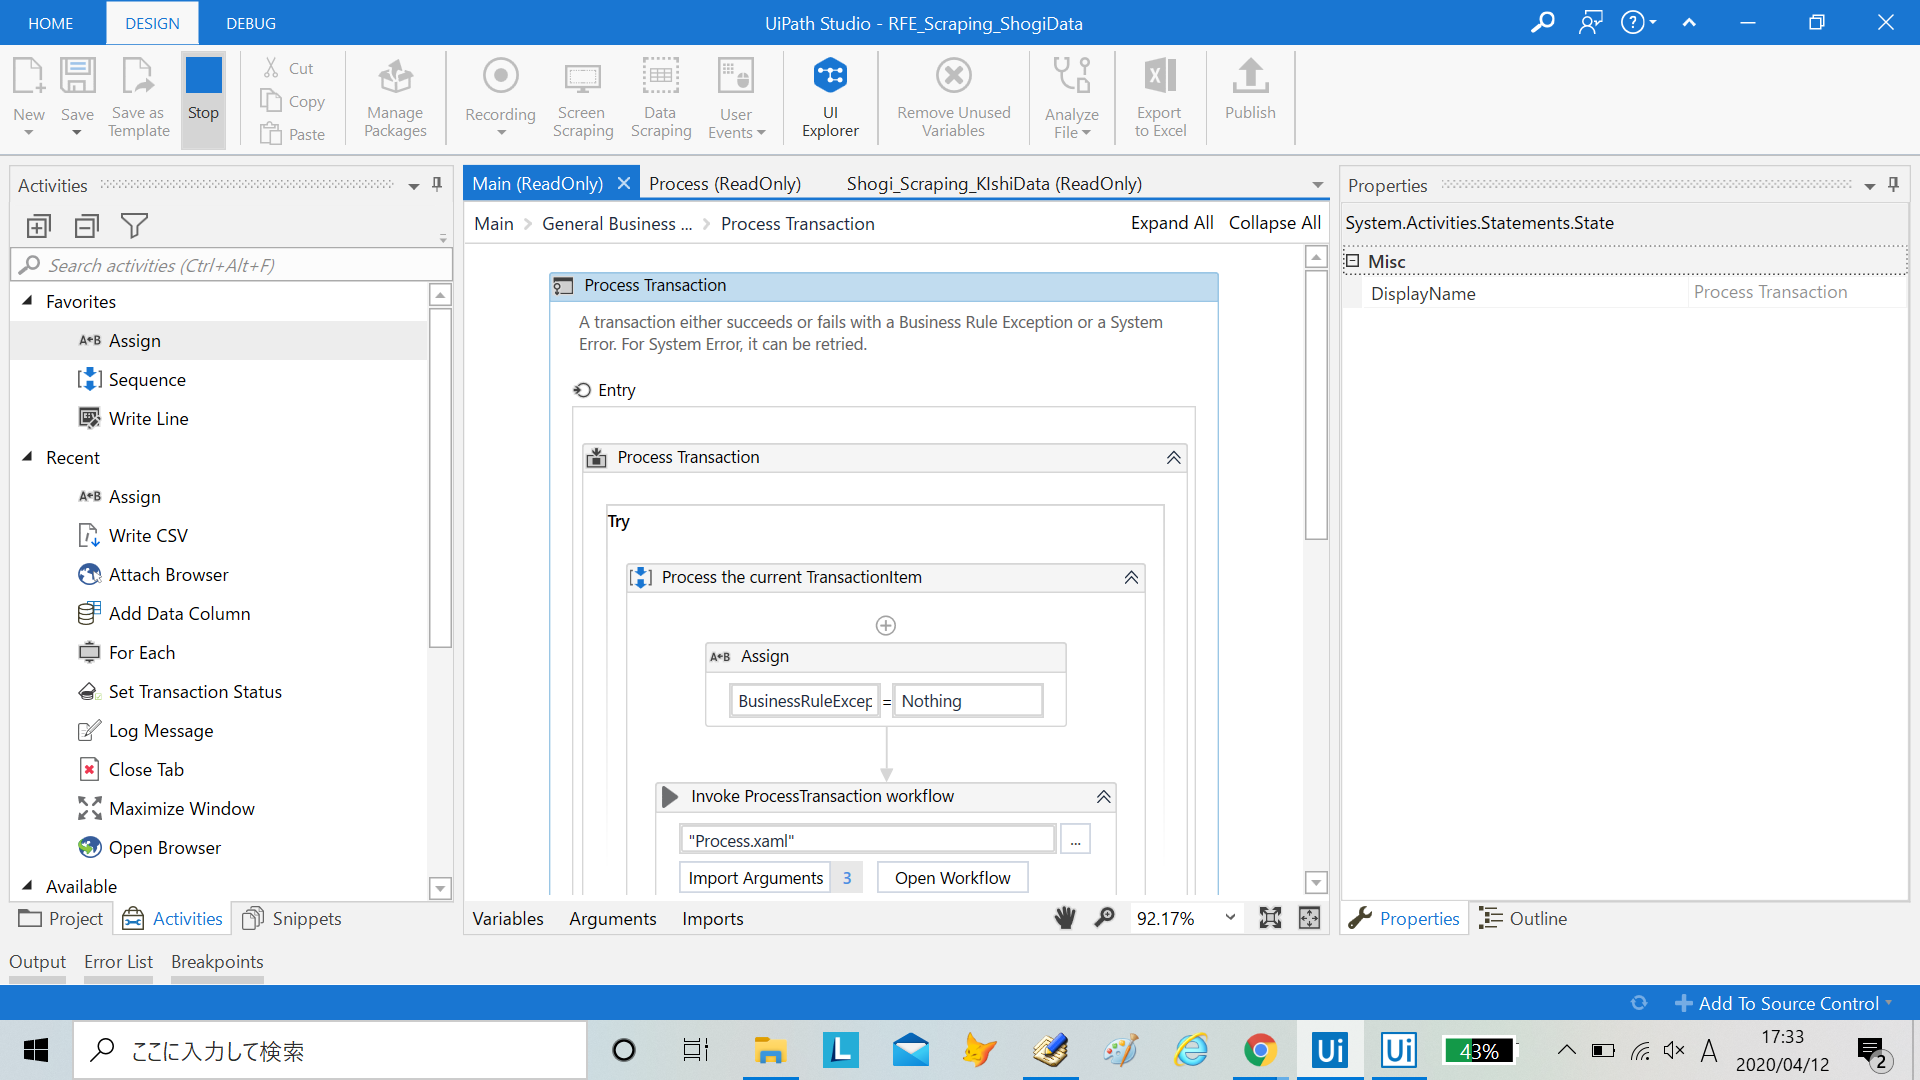 HOME
DESIGN
DEBUG
UiPath Studio - RFE_Scraping_ShogiData
New
Save
Save as
Template
Stop
Cut
Copy
Paste
Manage
Packages
Recording
Screen
Scraping
Data
Scraping
User
Events
UI
Explorer
Remove Unused
Variables
Analyze
File
Export
to Excel
Publish
Activities
Search activities (Ctrl+Alt+F)
Favorites
A+B Assign
Sequence
Write Line
Recent
A+B Assign
Write CSV
Attach Browser
Add Data Column
For Each
Set Transaction Status
Log Message
Close Tab
Maximize Window
Open Browser
Available
Project
Activities
Snippets
Main (ReadOnly)
Process (ReadOnly)
Shogi_Scraping_KIshiData (ReadOnly)
Main > General Business ... > Process Transaction
Expand All
Collapse All
Process Transaction
A transaction either succeeds or fails with a Business Rule Exception or a System
Error. For System Error, it can be retried.
Entry
Process Transaction
Try
Process the current TransactionItem
A+B Assign
BusinessRuleExcep = Nothing
Invoke ProcessTransaction workflow
"Process.xaml"
...
Import Arguments 3
Open Workflow
Variables
Arguments
Imports
92.17%
Properties
System.Activities.Statements.State
Misc
DisplayName
Process Transaction
Properties
Outline
Output
Error List
Breakpoints
Add To Source Control
ここに入力して検索
L
Ui
Ui
43%
A
17:33
2020/04/12
2